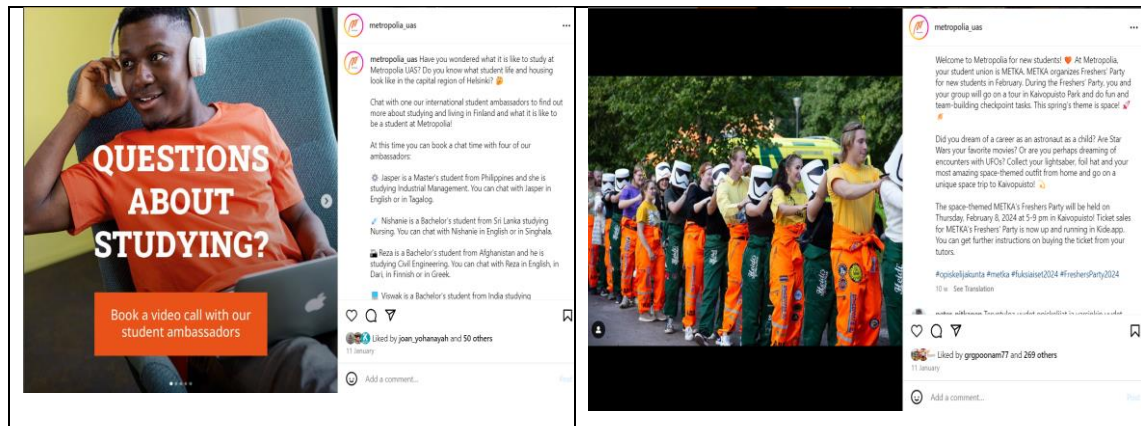 metropolia_uas
metropolia_uas Have you wondered what it is like to study at
Metropolia UAS? Do you know what student life and housing
look like in the capital region of Helsinki? 🤔
Chat with one our international student ambassadors to find out
more about studying and living in Finland and what it is like to
be a student at Metropolia!
At this time you can book a chat time with four of our
ambassadors:
⚙️ Jasper is a Master's student from Philippines and she is
studying Industrial Management. You can chat with Jasper in
English or in Tagalog.
Nishanie is a Bachelor's student from Sri Lanka studying
Nursing. You can chat with Nishanie in English or in Singhala.
Reza is a Bachelor's student from Afghanistan and he is
studying Civil Engineering. You can chat with Reza in English, in
Dari, in Finnish or in Greek.
Viswak is a Bachelor's student from India studying
QUESTIONS
ABOUT
STUDYING?
Book a video call with our
student ambassadors
Liked by joan_yohanayah and 50 others
11 January
Add a comment...
Post
metropolia_uas
Welcome to Metropolia for new students! 🧡 At Metropolia,
your student union is METKA. METKA organizes Freshers' Party
for new students in February. During the Freshers' Party, you and
your group will go on a tour in Kaivopuisto Park and do fun and
team-building checkpoint tasks. This spring's theme is space! 🚀
Did you dream of a career as an astronaut as a child? Are Star
Wars your favorite movies? Or are you perhaps dreaming of
encounters with UFOs? Collect your lightsaber, foil hat and your
most amazing space-themed outfit from home and go on a
unique space trip to Kaivopuisto! 💫
The space-themed METKA's Freshers Party will be held on
Thursday, February 8, 2024 at 5-9 pm in Kaivopuisto! Ticket sales
for METKA's Freshers' Party is now up and running in Kide.app.
You can get further instructions on buying the ticket from your
tutors.
#opiskelijakunta #metka #fuksiaiset2024 #FreshersParty2024
10 w See Translation
Liked by grgpoonam77 and 269 others
11 January
Add a comment...
Post